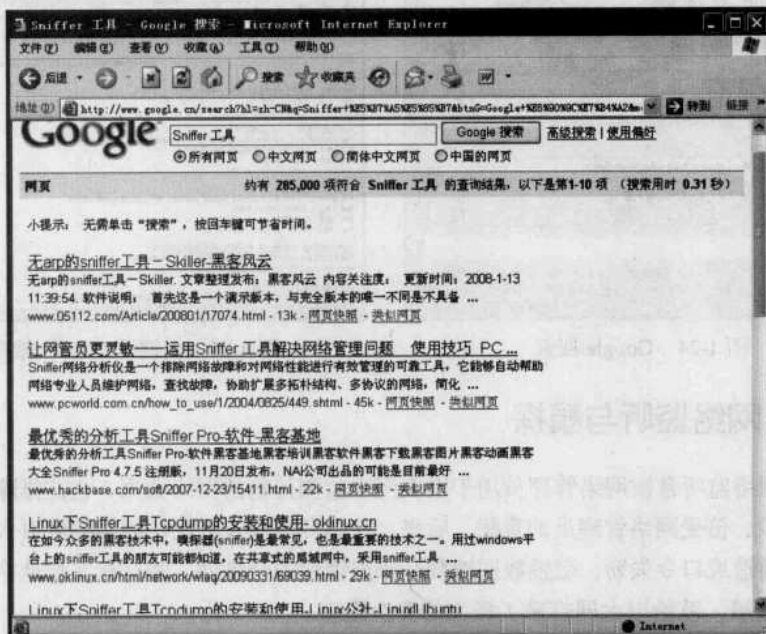 Sniffer 工具 - Google 搜索 - Microsoft Internet Explorer
文件(F) 编辑(E) 查看(V) 收藏(A) 工具(T) 帮助(H)
后退 搜索 收藏夹
地址(D) http://www.google.cn/search?hl=zh-CN&q=Sniffer+%E5%B7%A5%E5%85%B7&btnG=Google+%E6%90%9C%E7%B4%A2&m 转到 链接
Google Sniffer 工具 Google 搜索 高级搜索 | 使用偏好
所有网页 中文网页 简体中文网页 中国的网页
网页 约有 285,000 项符合 Sniffer 工具 的查询结果，以下是第1-10 项 （搜索用时 0.31 秒）
小提示： 无需单击“搜索”，按回车键可节省时间。
无arp的sniffer工具－Skiller-黑客风云
无arp的sniffer工具－Skiller. 文章整理发布：黑客风云 内容关注度： 更新时间：2008-1-13
11:39:54. 软件说明： 首先这是一个演示版本，与完全版本的唯一不同是不具备 ...
www.05112.com/Article/200801/17074.html - 13k - 网页快照 - 类似网页
让网管员更灵敏——运用Sniffer 工具解决网络管理问题 使用技巧 PC ...
Sniffer网络分析仪是一个排除网络故障和对网络性能进行有效管理的可靠工具，它能够自动帮助
网络专业人员维护网络，查找故障，协助扩展多拓朴结构、多协议的网络，简化 ...
www.pcworld.com.cn/how_to_use/1/2004/0825/449.shtml - 45k - 网页快照 - 类似网页
最优秀的分析工具Sniffer Pro-软件 黑客基地
最优秀的分析工具Sniffer Pro-软件黑客基地黑客培训黑客软件黑客下载黑客图片黑客动画黑客
大全Sniffer Pro 4.7.5 注册版，11月20日发布，NAI公司出品的可能是目前最好 ...
www.hackbase.com/soft/2007-12-23/15411.html - 22k - 网页快照 - 类似网页
Linux下Sniffer工具Tcpdump的安装和使用- oklinux.cn
在如今众多的黑客技术中，嗅探器(sniffer)是最常见，也是最重要的技术之一。用过windows平
台上的sniffer工具的朋友可能都知道，在共享式的局域网中，采用sniffer工具 ...
www.oklinux.cn/html/network/wlaq/20090331/69039.html - 29k - 网页快照 - 类似网页
Linux下Sniffer工具Tcpdump的安装和使用-Linux公社-Linux|Ubuntu
Internet